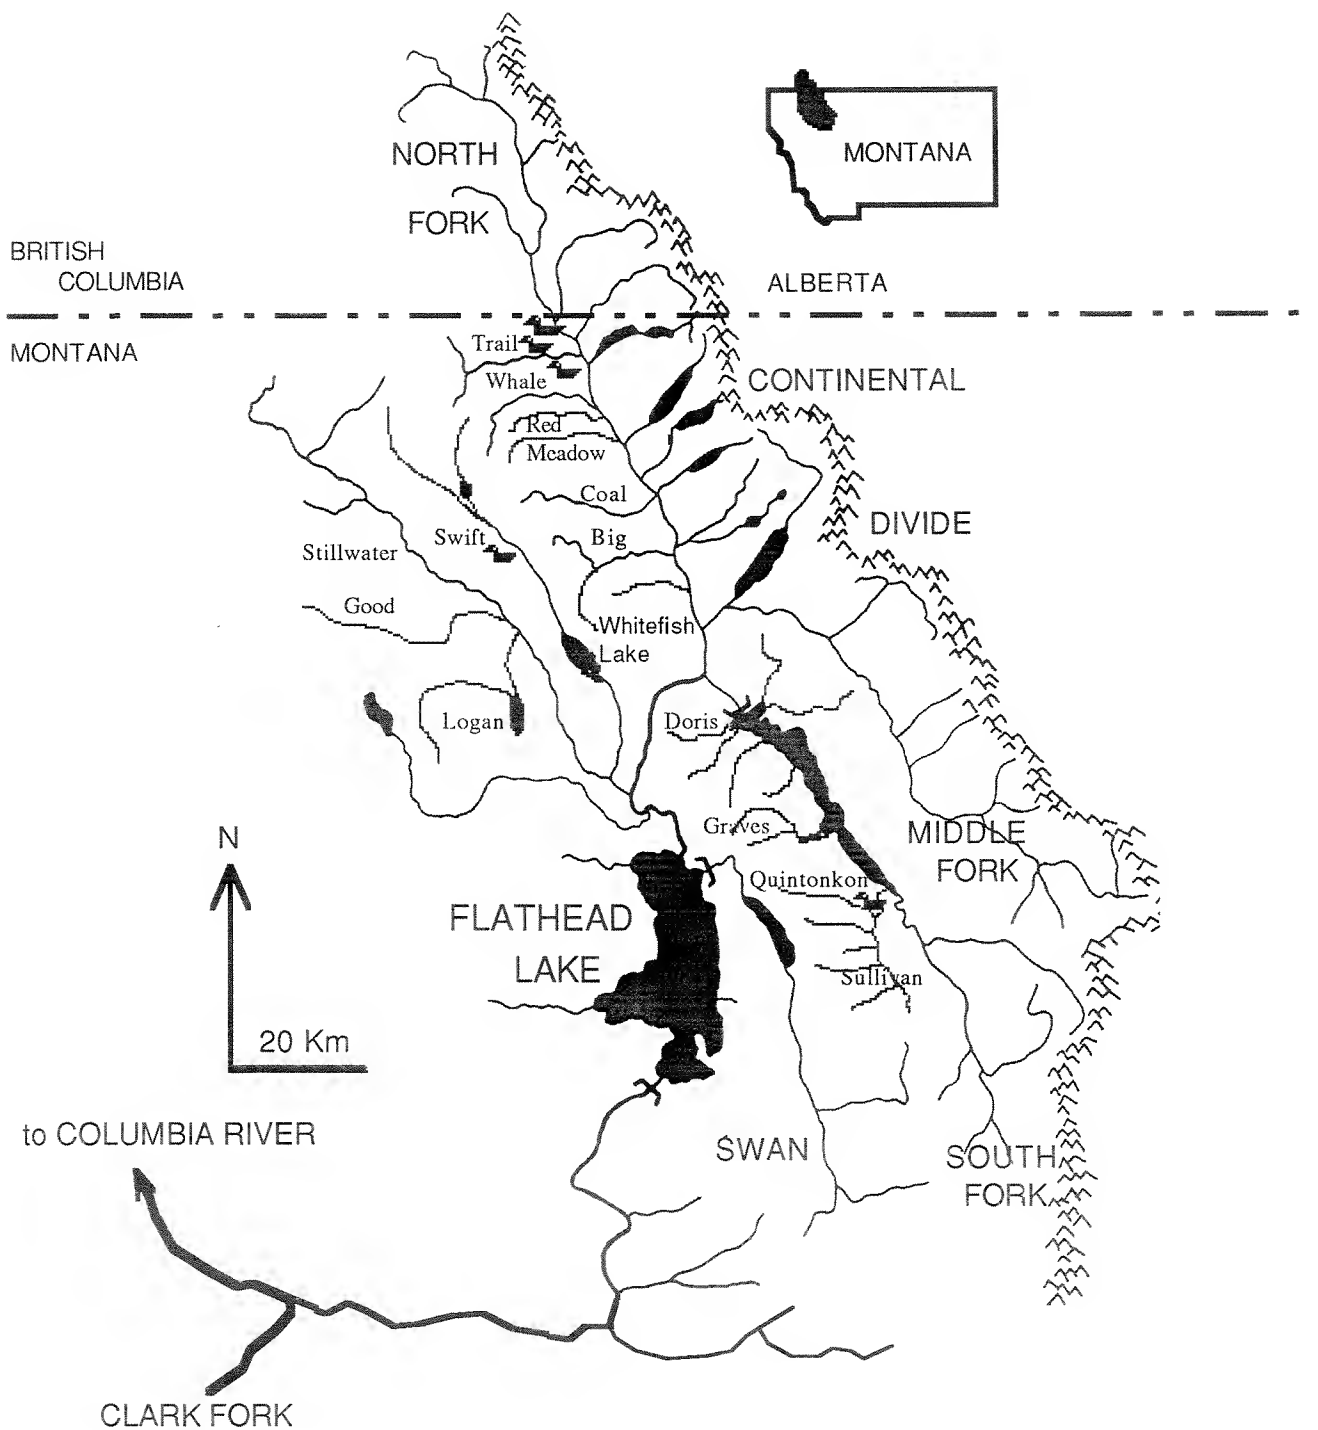 NORTH
FORK
MONTANA
BRITISH
COLUMBIA
ALBERTA
MONTANA
Trail
Whale
CONTINENTAL
Red
Meadow
Coal
DIVIDE
Swift
Big
Stillwater
Good
Whitefish
Lake
Logan
Doris
Graves
MIDDLE
FORK
N
Quintonkon
FLATHEAD
LAKE
Sullivan
20 Km
to COLUMBIA RIVER
SWAN
SOUTH
FORK
CLARK FORK